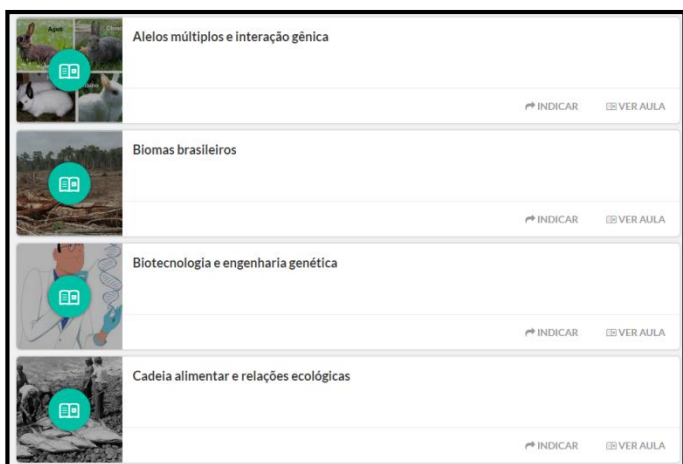 Agoti
Alelos múltiplos e interação gênica
INDICAR VER AULA
Biomas brasileiros
INDICAR VER AULA
Biotecnologia e engenharia genética
INDICAR VER AULA
Cadeia alimentar e relações ecológicas
INDICAR VER AULA